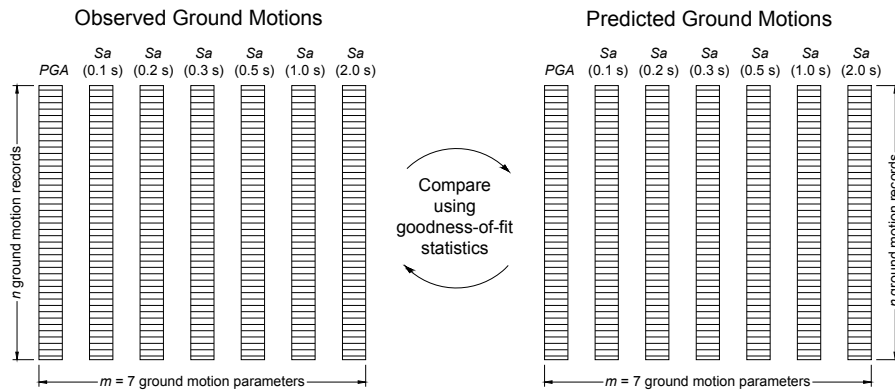 Observed Ground Motions
PGA
Sa
(0.1 s)
Sa
(0.2 s)
Sa
(0.3 s)
Sa
(0.5 s)
Sa
(1.0 s)
Sa
(2.0 s)
n ground motion records
m = 7 ground motion parameters
Compare
using
goodness-of-fit
statistics
Predicted Ground Motions
PGA
Sa
(0.1 s)
Sa
(0.2 s)
Sa
(0.3 s)
Sa
(0.5 s)
Sa
(1.0 s)
Sa
(2.0 s)
n ground motion records
m = 7 ground motion parameters